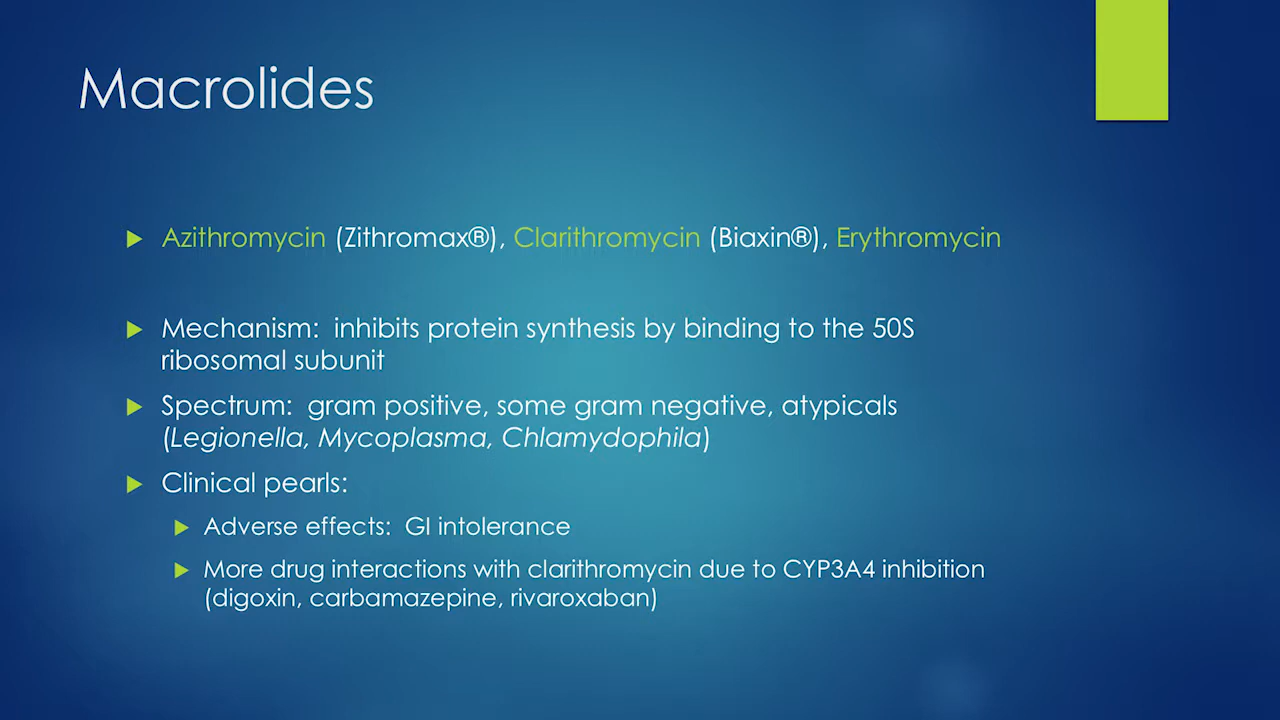 Macrolides
Azithromycin (Zithromax®), Clarithromycin (Biaxin®), Erythromycin
Mechanism: inhibits protein synthesis by binding to the 50S
ribosomal subunit
Spectrum: gram positive, some gram negative, atypicals
(Legionella, Mycoplasma, Chlamydophila)
Clinical pearls:
Adverse effects: GI intolerance
More drug interactions with clarithromycin due to CYP3A4 inhibition
(digoxin, carbamazepine, rivaroxaban)